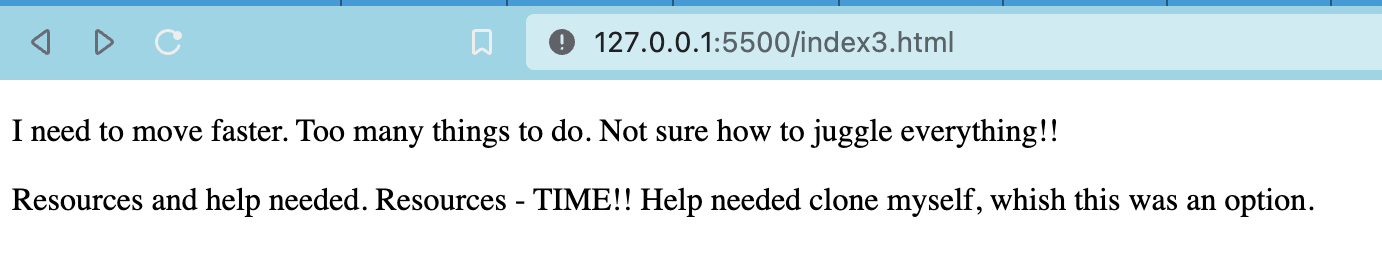 127.0.0.1:5500/index3.html
I need to move faster. Too many things to do. Not sure how to juggle everything!!
Resources and help needed. Resources - TIME!! Help needed clone myself, whish this was an option.